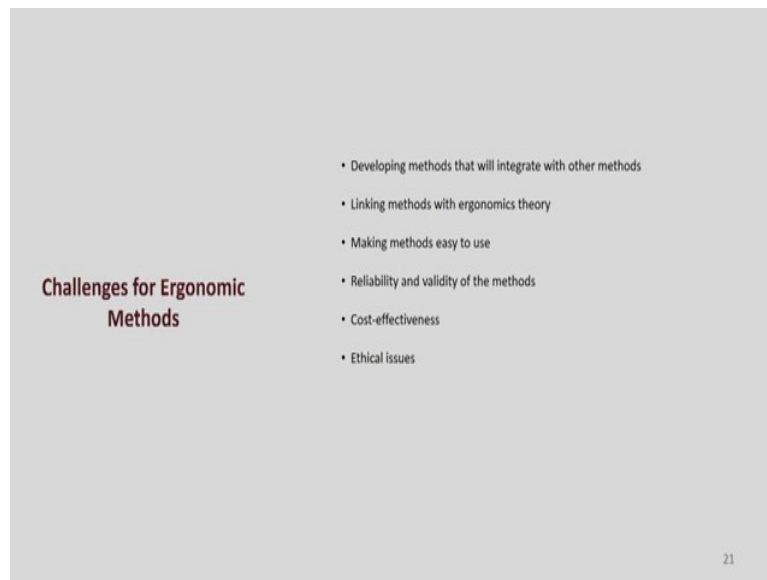 Challenges for Ergonomic
Methods
• Developing methods that will integrate with other methods
• Linking methods with ergonomics theory
• Making methods easy to use
• Reliability and validity of the methods
• Cost-effectiveness
• Ethical issues
21